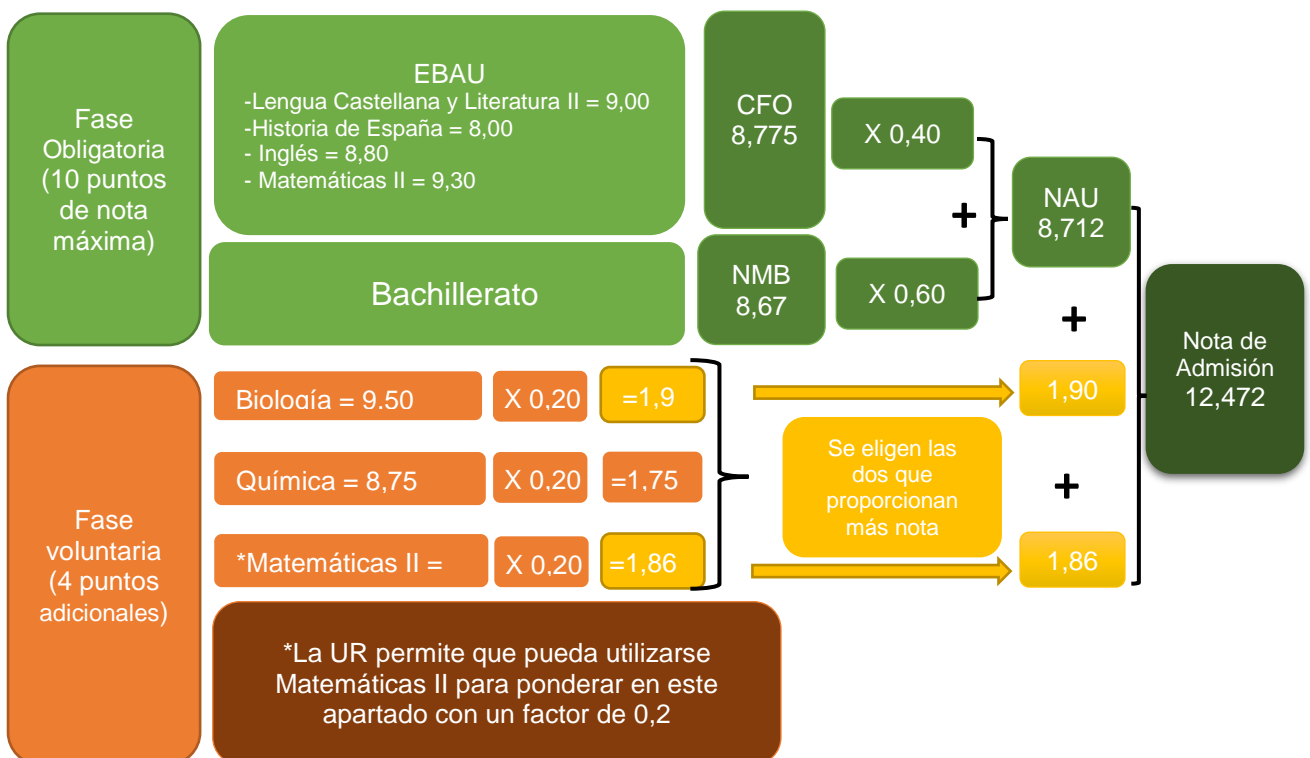 Fase
Obligatoria
(10 puntos
de nota
máxima)
EBAU
-Lengua Castellana y Literatura II = 9,00
-Historia de España = 8,00
- Inglés = 8,80
- Matemáticas II = 9,30
CFO
8,775
X 0,40
Bachillerato
NMB
8,67
X 0,60
+
NAU
8,712
+
Nota de
Admisión
12,472
Fase
voluntaria
(4 puntos
adicionales)
Biología = 9.50
X 0,20
=1,9
Química = 8,75
X 0,20
=1,75
*Matemáticas II =
X 0,20
=1,86
Se eligen las
dos que
proporcionan
más nota
1,90
+
1,86
*La UR permite que pueda utilizarse
Matemáticas II para ponderar en este
apartado con un factor de 0,2